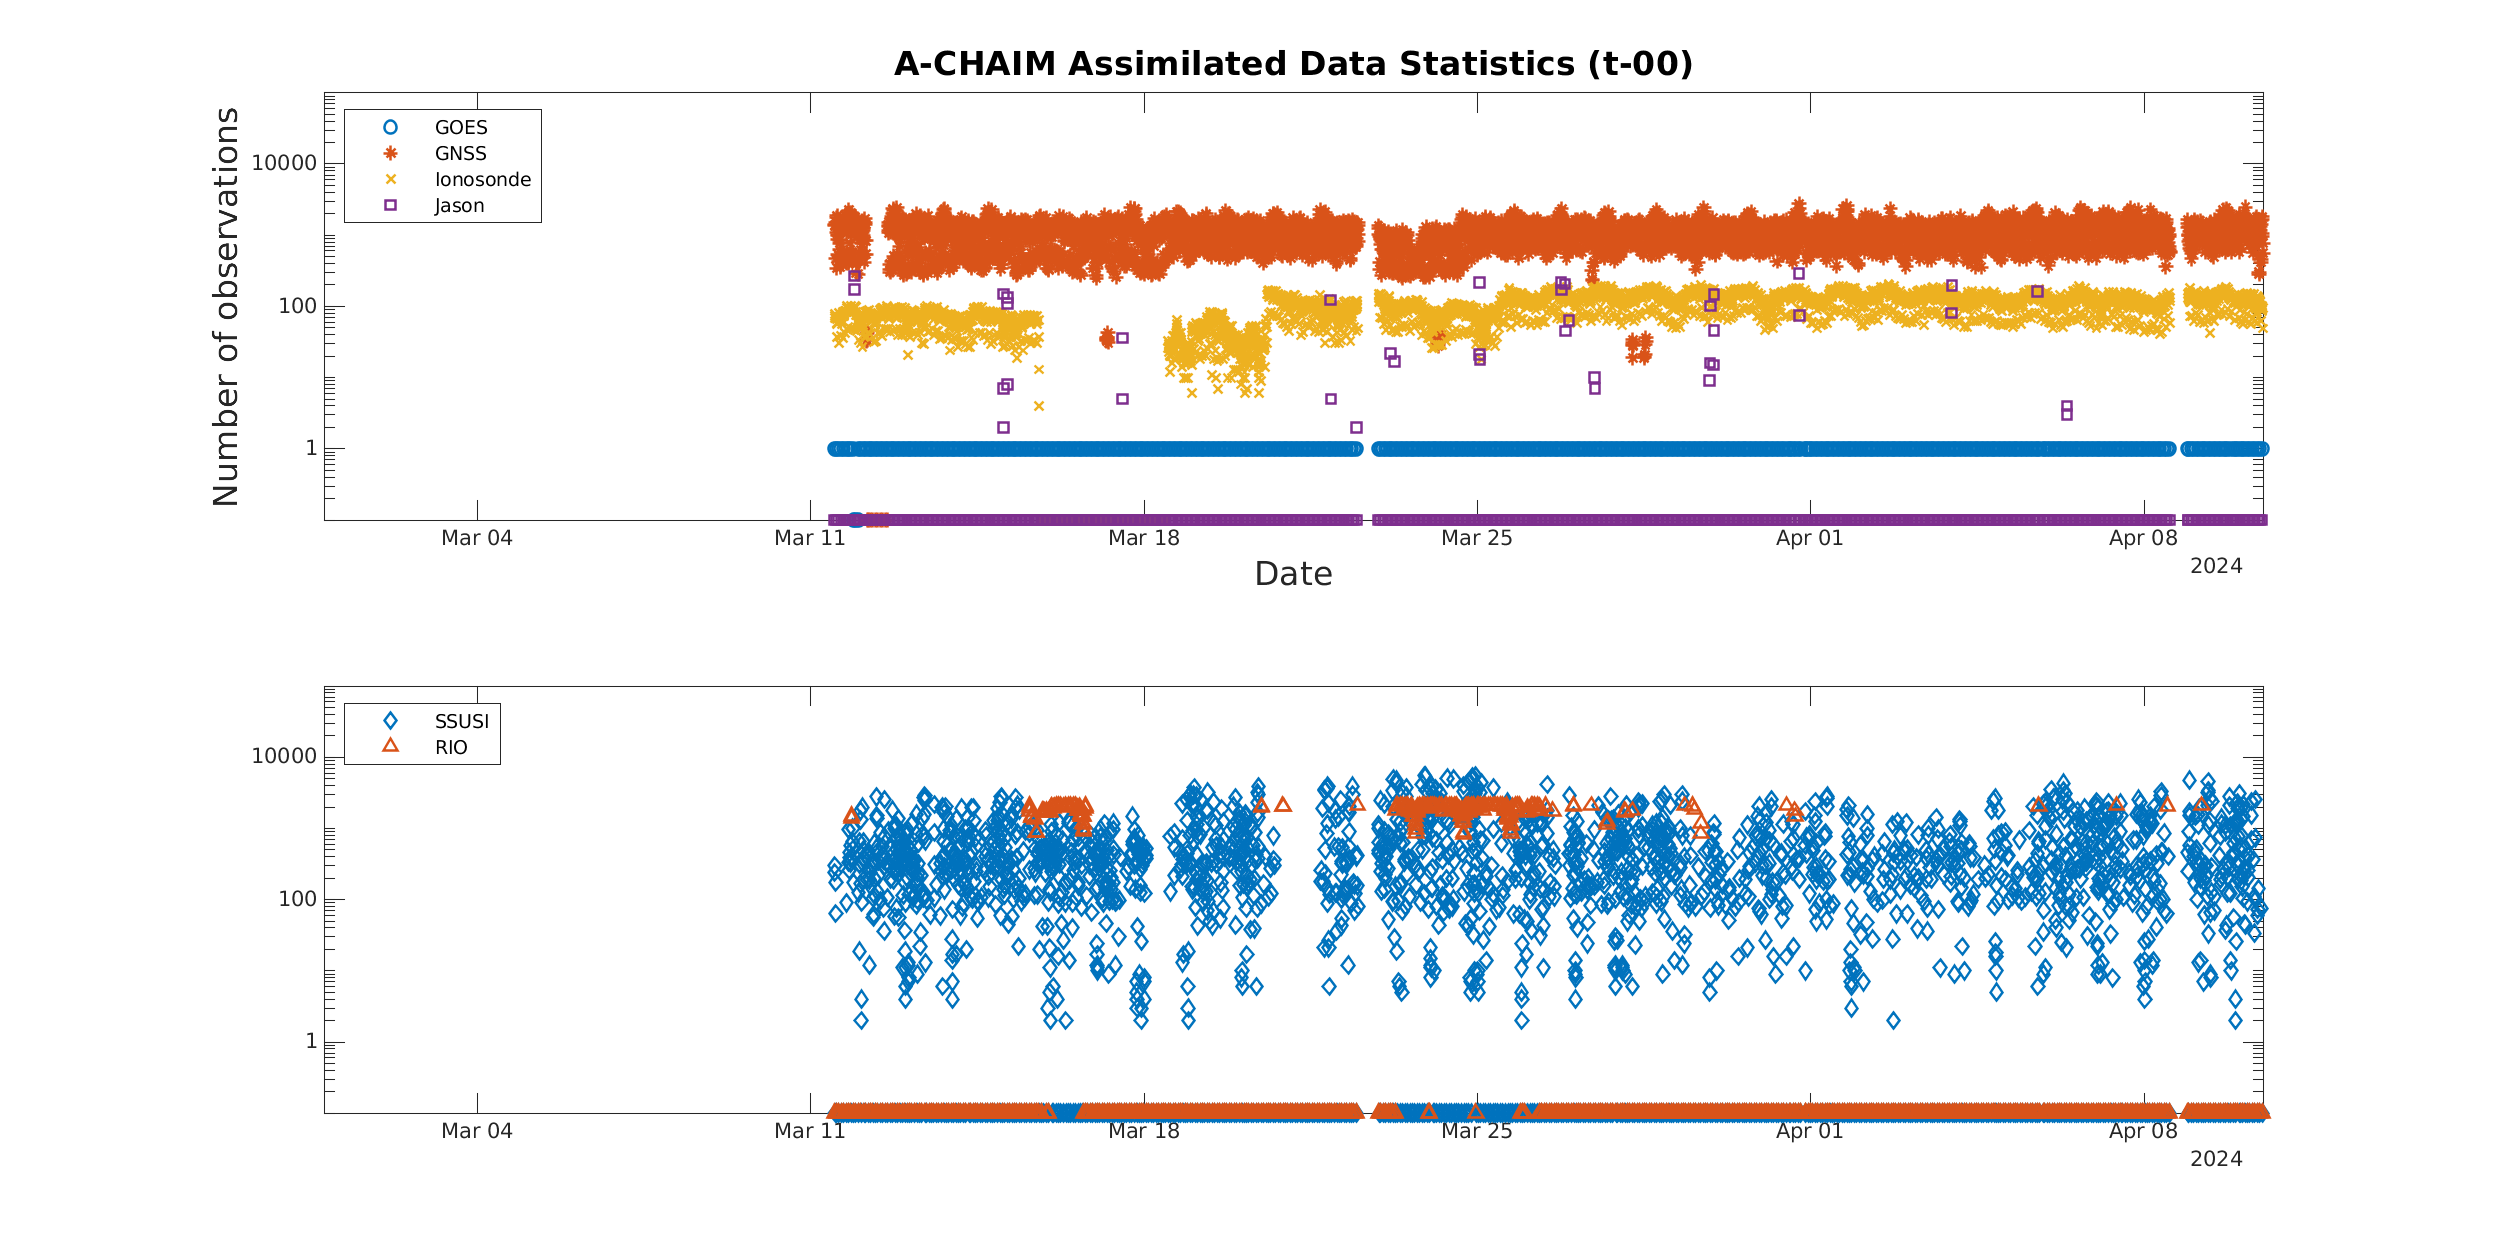 A-CHAIM Assimilated Data Statistics (t-00)
Number of observations
10000
100
1
GOES
GNSS
Ionosonde
Jason
Mar 04
Mar 11
Mar 18
Mar 25
Apr 01
Apr 08
2024
Date
10000
100
1
SSUSI
RIO
Mar 04
Mar 11
Mar 18
Mar 25
Apr 01
Apr 08
2024